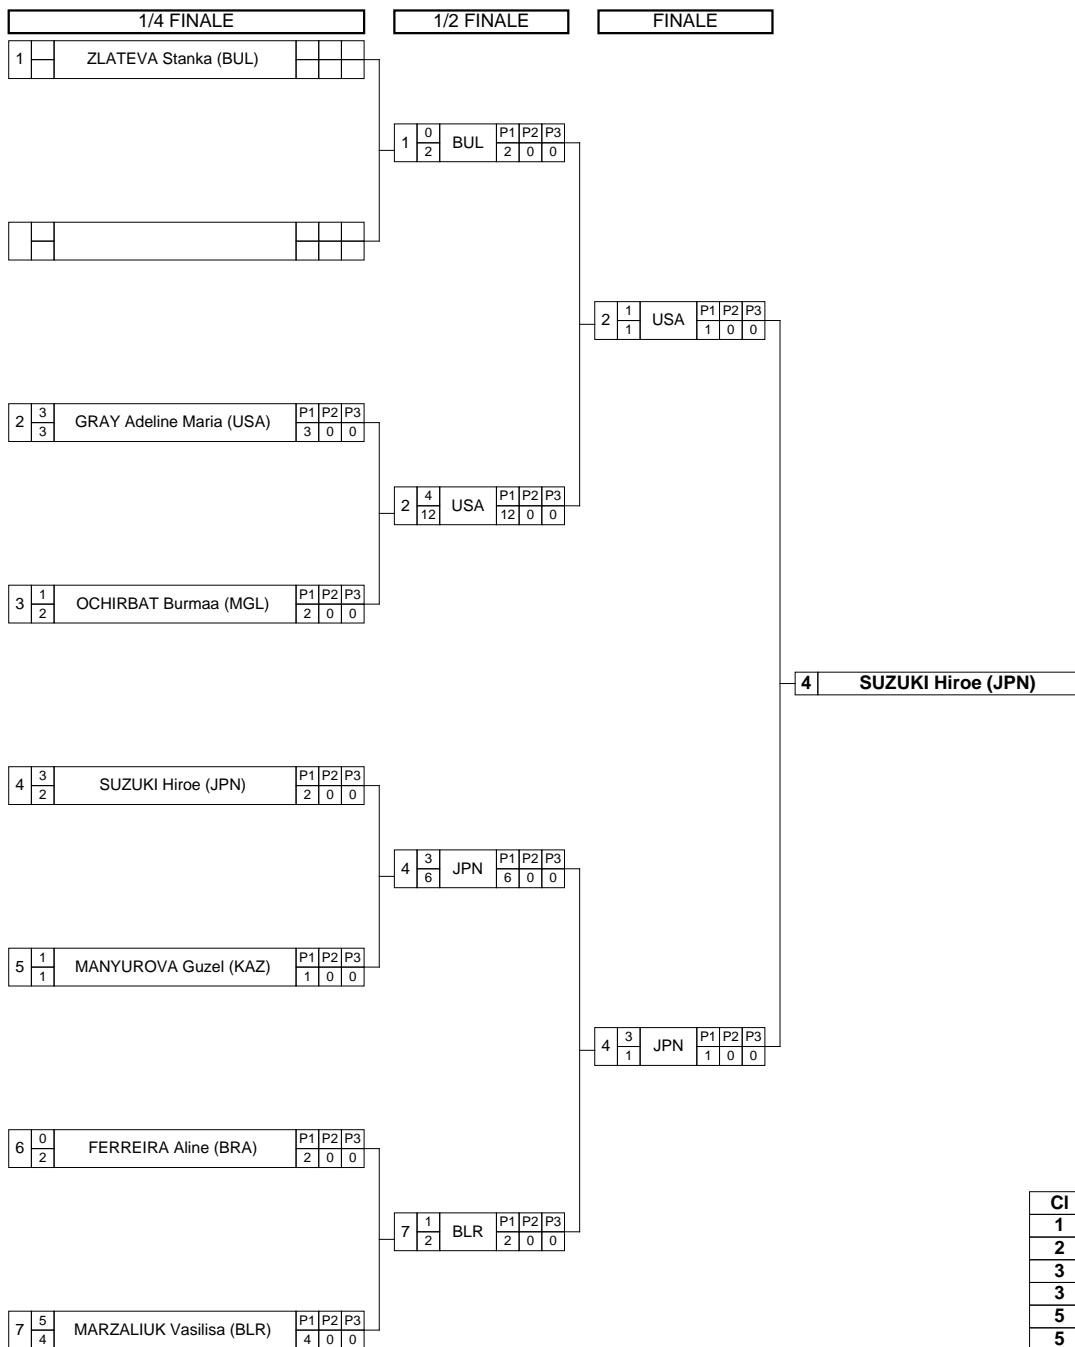 1/4 FINALE 1/2 FINALE FINALE
1 ZLATEVA Stanka (BUL)
1 0 2 BUL P1 P2 P3 2 0 0
2 1 1 USA P1 P2 P3 1 0 0
2 3 3 GRAY Adeline Maria (USA) P1 P2 P3 3 0 0
2 4 12 USA P1 P2 P3 12 0 0
3 1 2 OCHIRBAT Burmaa (MGL) P1 P2 P3 2 0 0
4 SUZUKI Hiroe (JPN)
4 3 2 SUZUKI Hiroe (JPN) P1 P2 P3 2 0 0
4 3 6 JPN P1 P2 P3 6 0 0
5 1 1 MANYUROVA Guzel (KAZ) P1 P2 P3 1 0 0
4 3 1 JPN P1 P2 P3 1 0 0
6 0 2 FERREIRA Aline (BRA) P1 P2 P3 2 0 0
7 1 2 BLR P1 P2 P3 2 0 0
7 5 4 MARZALIUK Vasilisa (BLR) P1 P2 P3 4 0 0
Cl
1
2
3
3
5
5